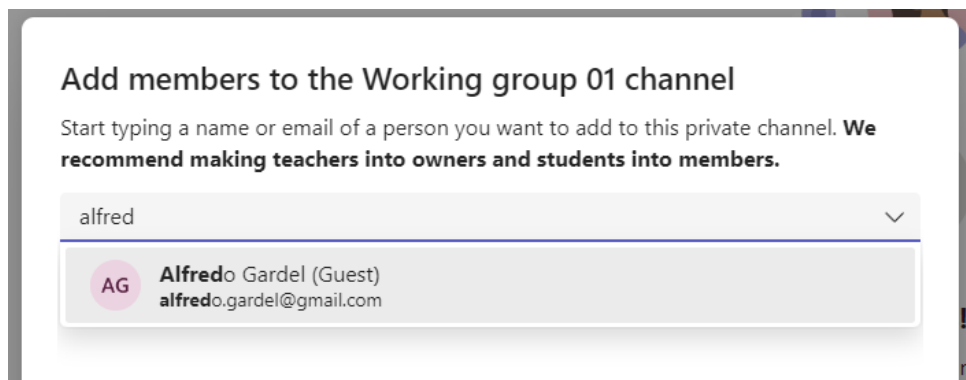 Add members to the Working group 01 channel
Start typing a name or email of a person you want to add to this private channel. We
recommend making teachers into owners and students into members.
alfred
AG
Alfredo Gardel (Guest)
alfredo.gardel@gmail.com